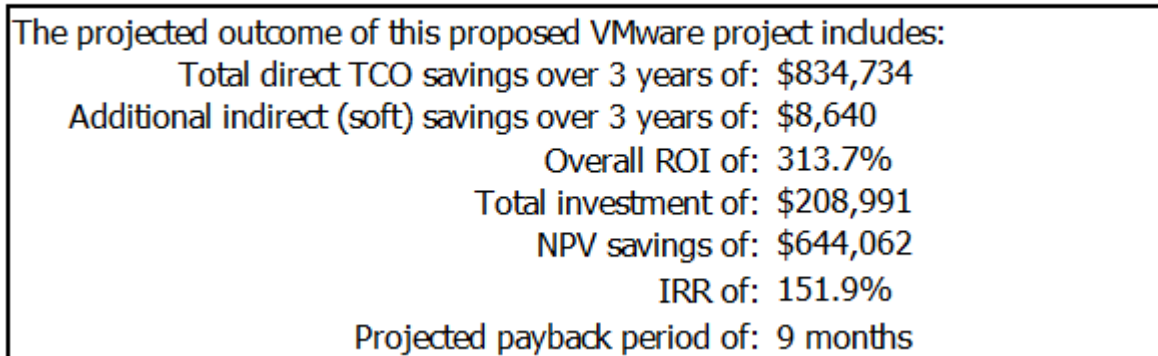 The projected outcome of this proposed VMware project includes:
Total direct TCO savings over 3 years of: $834,734
Additional indirect (soft) savings over 3 years of: $8,640
Overall ROI of: 313.7%
Total investment of: $208,991
NPV savings of: $644,062
IRR of: 151.9%
Projected payback period of: 9 months